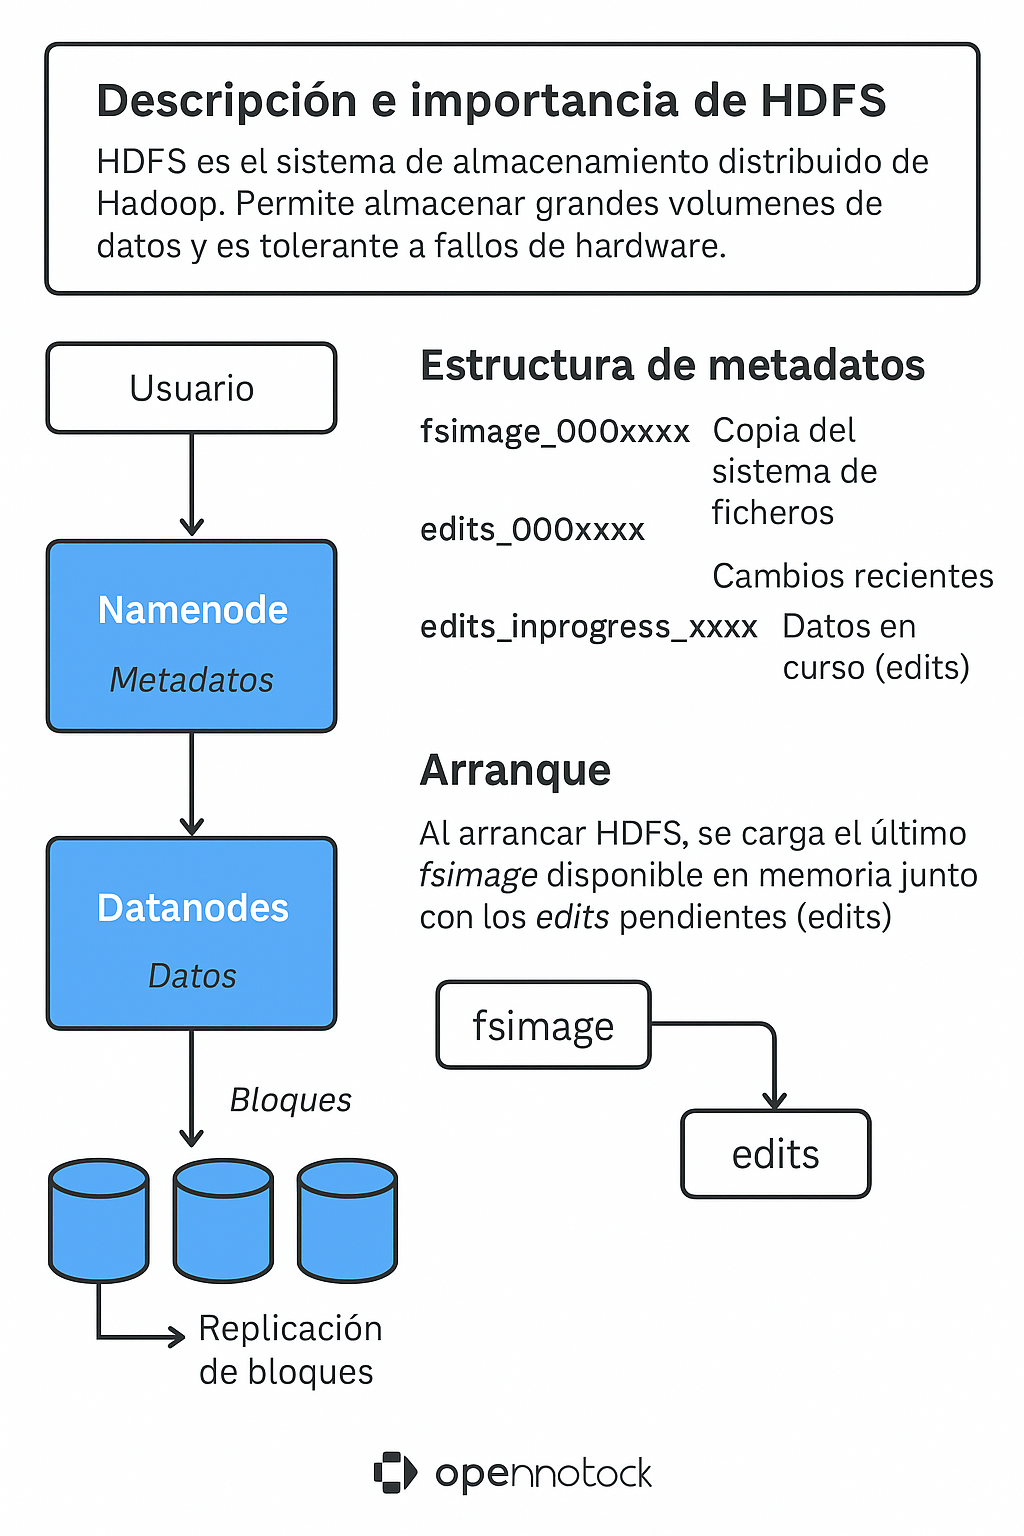 Descripción e importancia de HDFS
HDFS es el sistema de almacenamiento distribuido de
Hadoop. Permite almacenar grandes volumenes de
datos y es tolerante a fallos de hardware.
Usuario
Namenode
Metadatos
Datanodes
Datos
Bloques
Replicación
de bloques
Estructura de metadatos
fsimage_000xxxx Copia del
sistema de
ficheros
edits_000xxxx
Cambios recientes
edits_inprogress_xxxx Datos en
curso (edits)
Arranque
Al arrancar HDFS, se carga el último
fsimage disponible en memoria junto
con los edits pendientes (edits)
fsimage
edits
opennotock